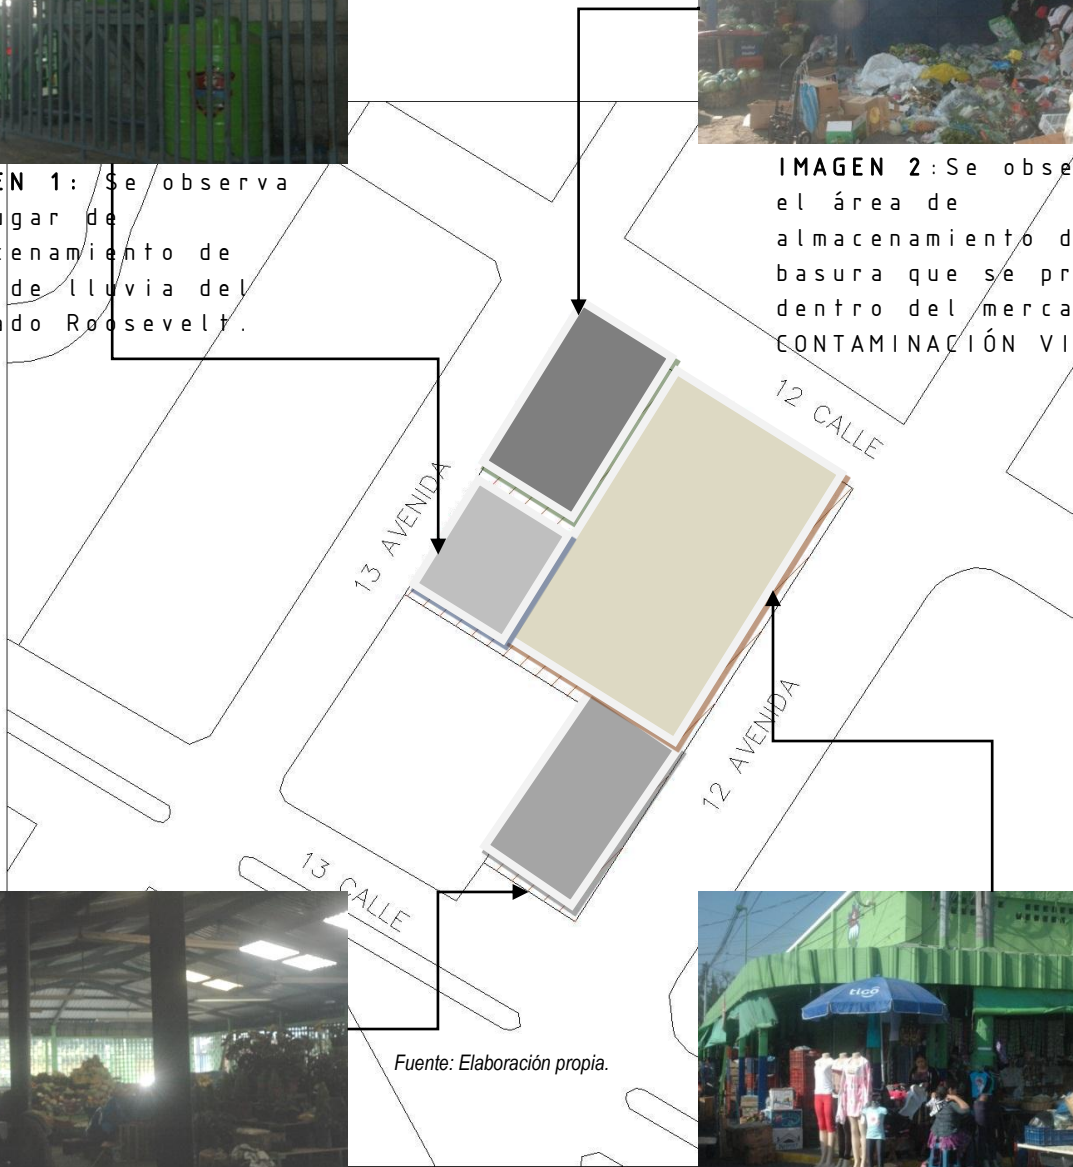 EN 1: Se observa
ugar de
cenamiento de
de lluvia del
ado Roosevelt.
IMAGEN 2:Se obse
el área de
almacenamiento d
basura que se pr
dentro del merca
CONTAMINACIÓN VI
12 CALLE
13 AVENIDA
12 AVENIDA
13 CALLE
Fuente: Elaboración propia.
tigo